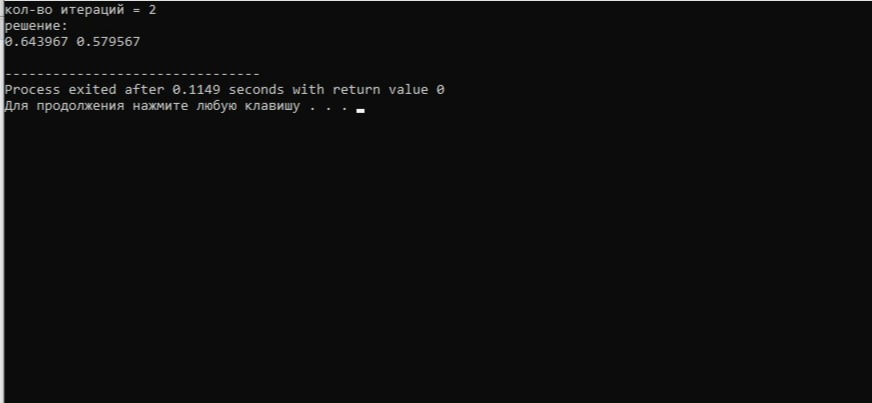 кол-во итераций = 2
решение:
0.643967 0.579567
--------------------------------
Process exited after 0.1149 seconds with return value 0
Для продолжения нажмите любую клавишу . . .